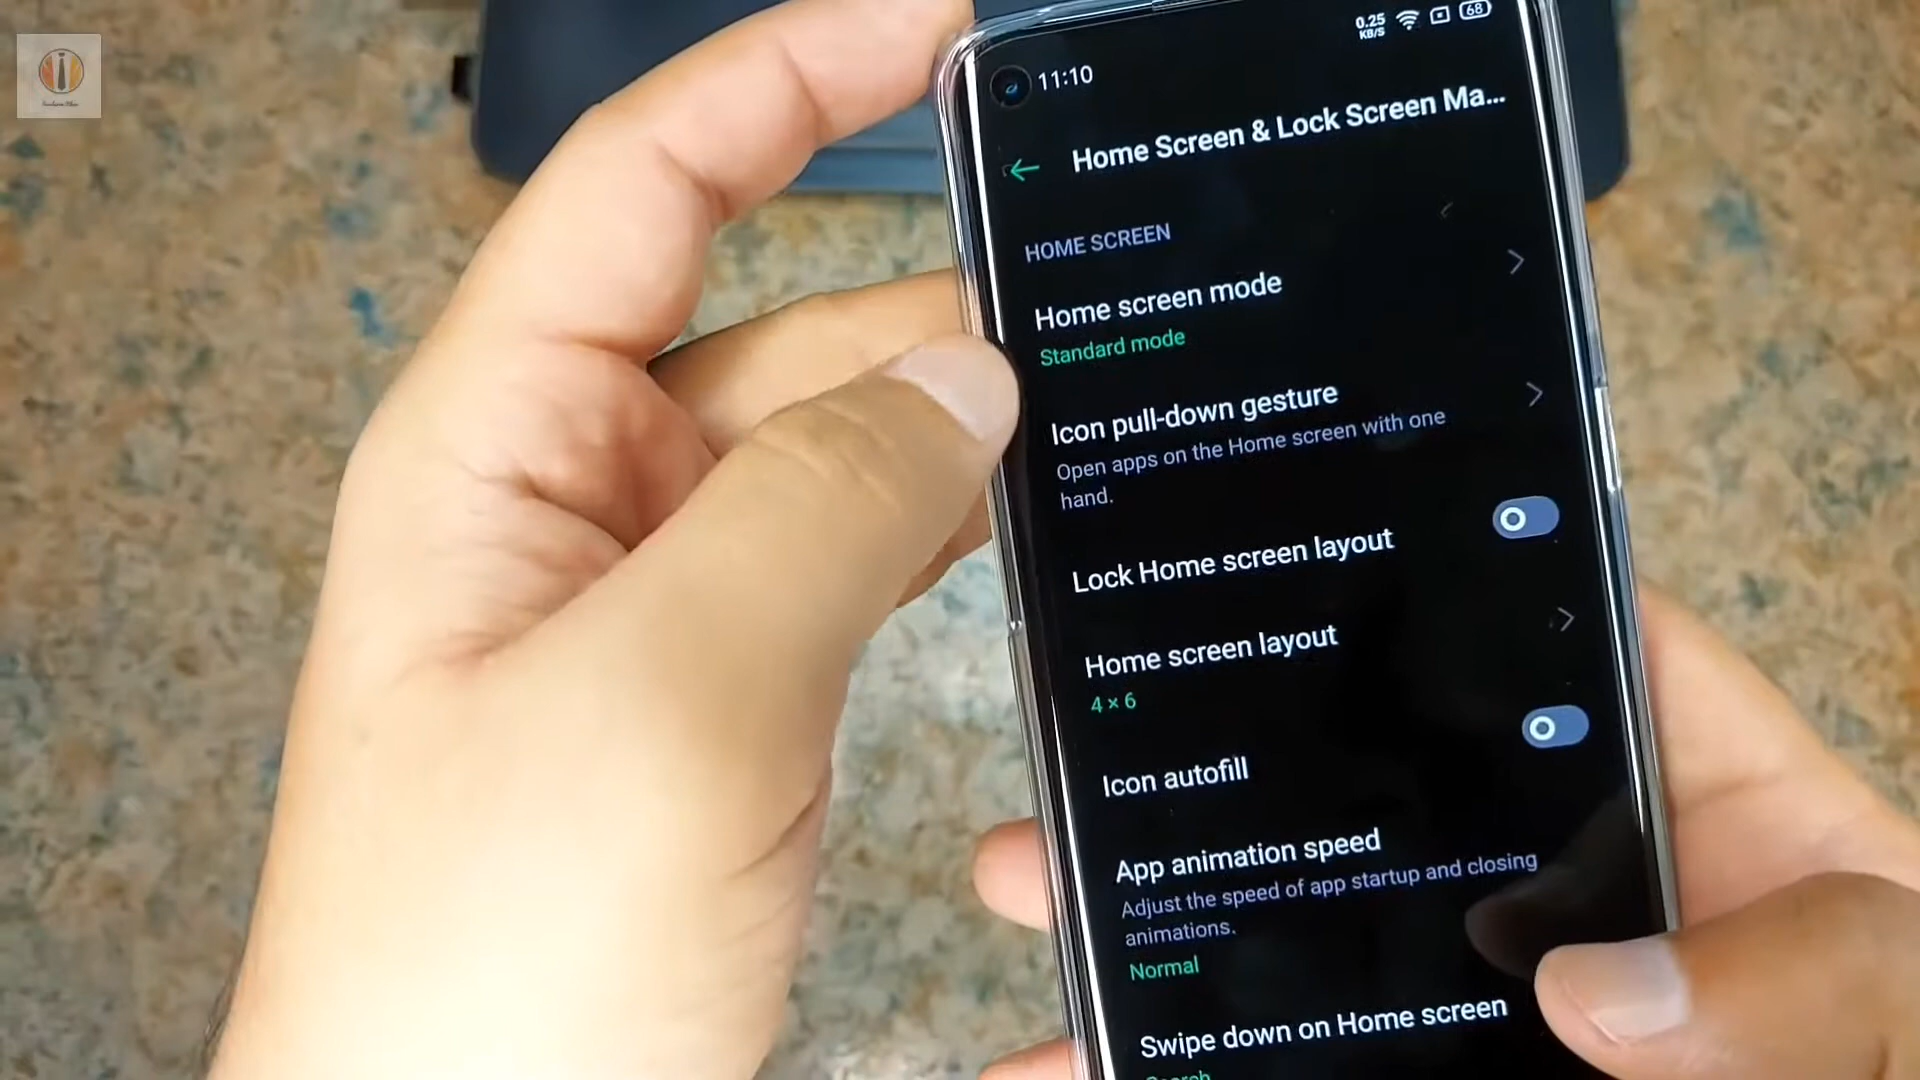 0.25
KB/S
68
11:10
Home Screen & Lock Screen Ma...
HOME SCREEN
Home screen mode
Standard mode
Icon pull-down gesture
Open apps on the Home screen with one
hand.
Lock Home screen layout
Home screen layout
4 × 6
Icon autofill
App animation speed
Adjust the speed of app startup and closing
animations.
Normal
Swipe down on Home screen
Search